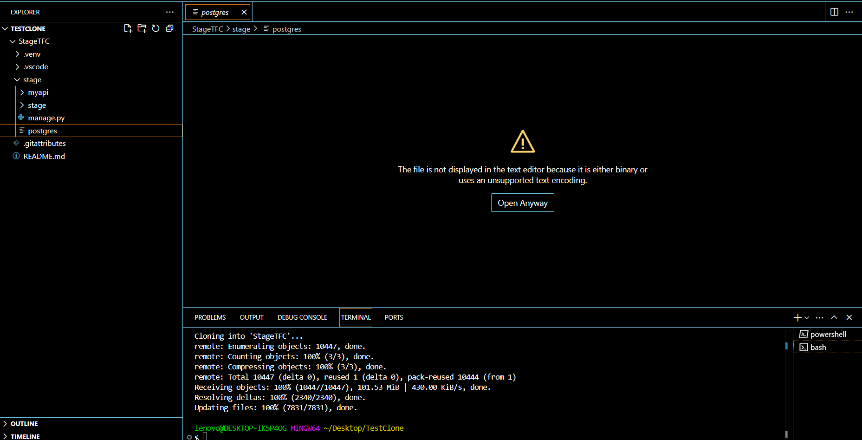 EXPLORER
postgres
TESTCLONE
StageTFC
.venv
.vscode
stage
myapi
stage
manage.py
postgres
.gitattributes
README.md
OUTLINE
TIMELINE
StageTFC > stage > postgres
The file is not displayed in the text editor because it is either binary or
uses an unsupported text encoding.
Open Anyway
PROBLEMS OUTPUT DEBUG CONSOLE TERMINAL PORTS
Cloning into 'StageTFC'...
remote: Enumerating objects: 10447, done.
remote: Counting objects: 100% (3/3), done.
remote: Compressing objects: 100% (3/3), done.
remote: Total 10447 (delta 0), reused 1 (delta 0), pack-reused 10444 (from 1)
Receiving objects: 100% (10447/10447), 101.53 MiB | 430.00 KiB/s, done.
Resolving deltas: 100% (2340/2340), done.
Updating files: 100% (7831/7831), done.
lenovo@DESKTOP-IK5P4OG MINGW64 ~/Desktop/TestClone
$
powershell
bash